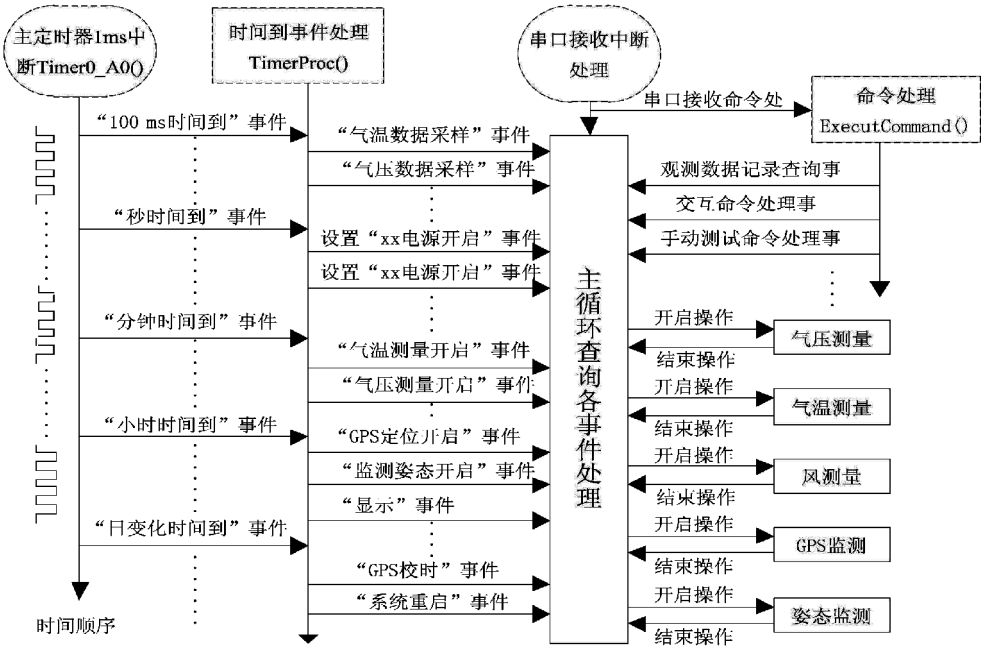 主定时器1ms中
断Timer0_A0()
时间到事件处理
TimerProc()
串口接收中断
处理
串口接收命令处
命令处理
ExecutCommand()
“100 ms时间到”事件
“秒时间到”事件
“分钟时间到”事件
“小时时间到”事件
“日变化时间到”事件
时间顺序
“气温数据采样”事件
“气压数据采样”事件
设置“xx电源开启”事件
设置“xx电源开启”事件
“气温测量开启”事件
“气压测量开启”事件
“GPS定位开启”事件
“监测姿态开启”事件
“显示”事件
“GPS校时”事件
“系统重启”事件
主循环查询各事件处理
观测数据记录查询事
交互命令处理事
手动测试命令处理事
开启操作
气压测量
结束操作
开启操作
气温测量
结束操作
开启操作
风测量
结束操作
开启操作
GPS监测
结束操作
开启操作
姿态监测
结束操作